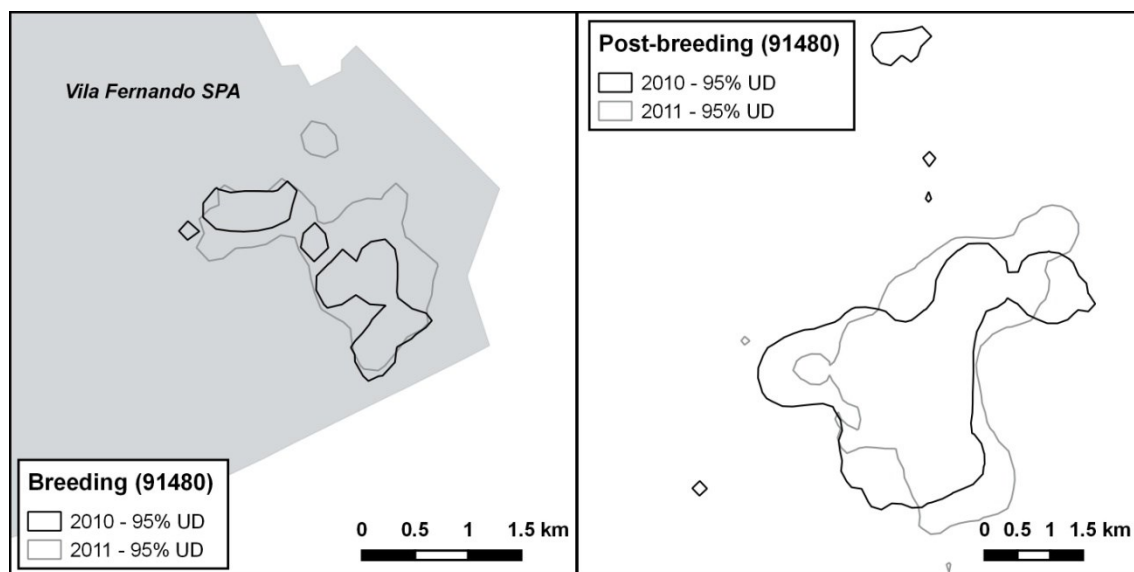 Vila Fernando SPA
Breeding (91480)
2010 - 95% UD
2011 - 95% UD
0 0.5 1 1.5 km
Post-breeding (91480)
2010 - 95% UD
2011 - 95% UD
0 0.5 1 1.5 km